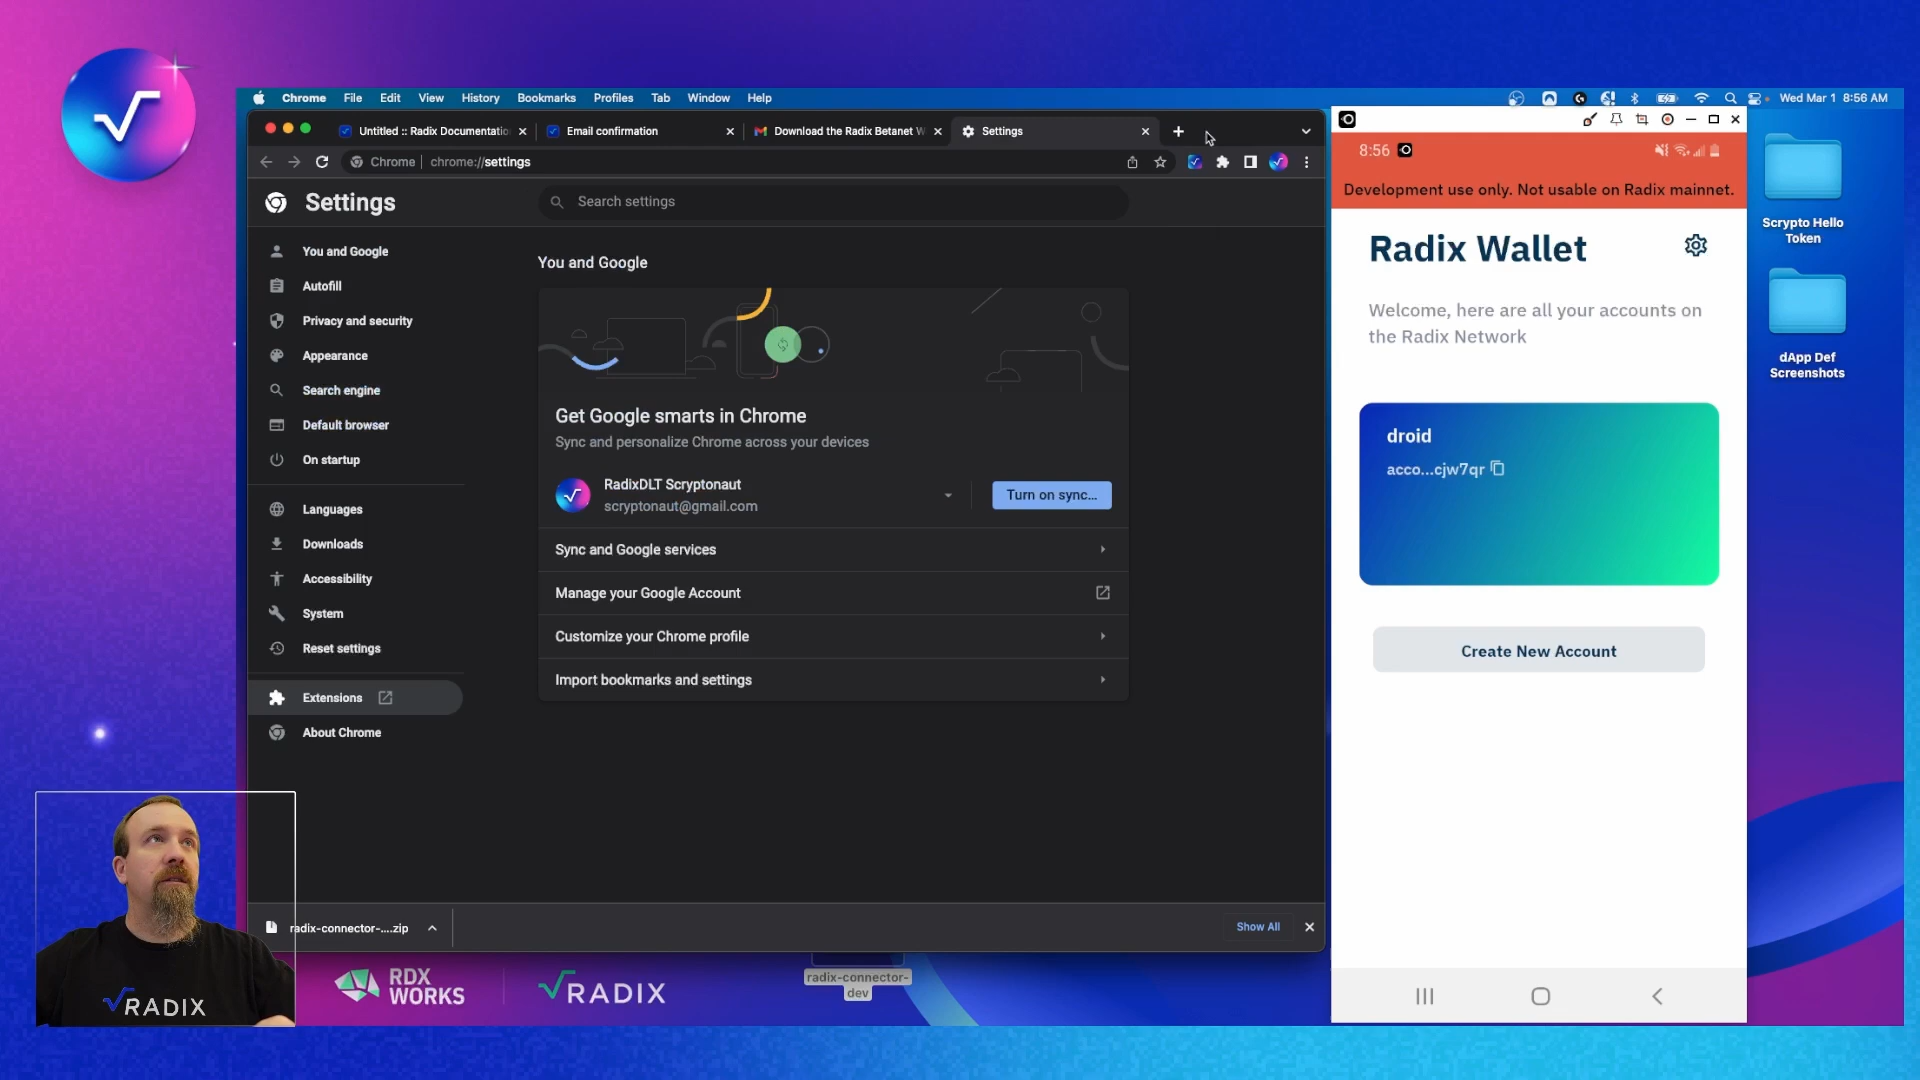 Chrome File Edit View History Bookmarks Profiles Tab Window Help
Wed Mar 1 8:56 AM
Untitled :: Radix Documentatio
Email confirmation
Download the Radix Betanet W
Settings
Chrome | chrome://settings
Settings
Search settings
You and Google
Autofill
Privacy and security
Appearance
Search engine
Default browser
On startup
Languages
Downloads
Accessibility
System
Reset settings
Extensions
About Chrome
You and Google
Get Google smarts in Chrome
Sync and personalize Chrome across your devices
RadixDLT Scryptonaut
scryptonaut@gmail.com
Turn on sync...
Sync and Google services
Manage your Google Account
Customize your Chrome profile
Import bookmarks and settings
radix-connector-....zip
Show All
8:56
Development use only. Not usable on Radix mainnet.
Radix Wallet
Welcome, here are all your accounts on
the Radix Network
droid
acco...cjw7qr
Create New Account
Scrypto Hello
Token
dApp Def
Screenshots
RDX
WORKS
RADIX
radix-connector-
dev
RADIX